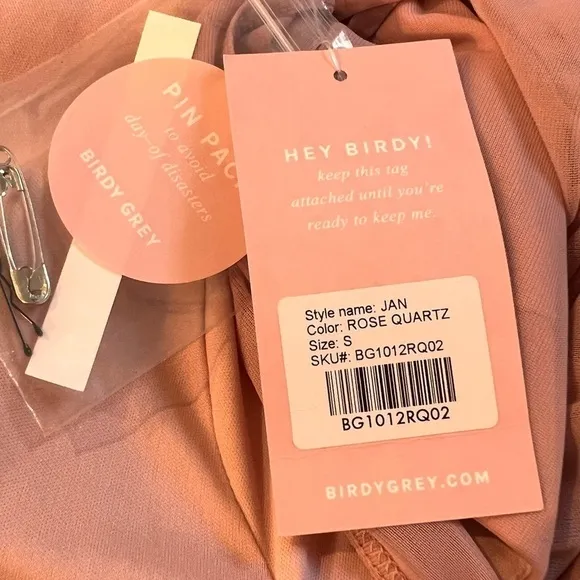 PIN PAC
to avoid
day-of disasters
BIRDY GREY
HEY BIRDY!
keep this tag
attached until you're
ready to keep me
Style name: JAN
Color: ROSE QUARTZ
Size: S
SKU#: BG1012RQ02
BG1012RQ02
BIRDYGREY.COM